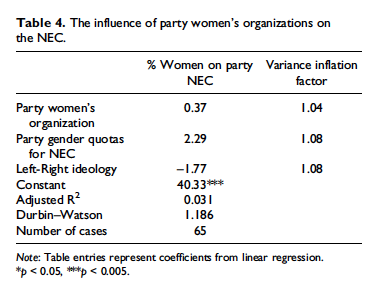 Table 4. The influence of party women's organizations on
the NEC.
% Women on party NEC Variance inflation factor
Party women's organization 0.37 1.04
Party gender quotas for NEC 2.29 1.08
Left-Right ideology −1.77 1.08
Constant 40.33***
Adjusted R² 0.031
Durbin–Watson 1.186
Number of cases 65
Note: Table entries represent coefficients from linear regression.
*p < 0.05, ***p < 0.005.